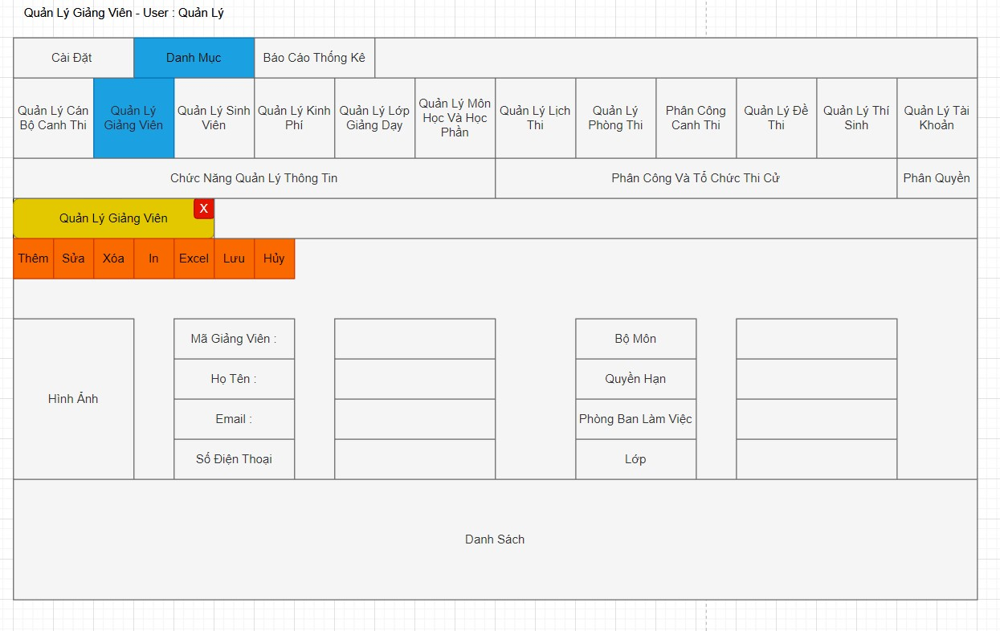 Quản Lý Giảng Viên - User : Quản Lý
Cài Đặt
Danh Mục
Báo Cáo Thống Kê
Quản Lý Cán
Bộ Canh Thi
Quản Lý
Giảng Viên
Quản Lý Sinh
Viên
Quản Lý Kinh
Phí
Quản Lý Lớp
Giảng Dạy
Quản Lý Môn
Học Và Học
Phần
Quản Lý Lịch
Thi
Quản Lý
Phòng Thi
Phân Công
Canh Thi
Quản Lý Đề
Thi
Quản Lý Thí
Sinh
Quản Lý Tài
Khoản
Chức Năng Quản Lý Thông Tin
Phân Công Và Tổ Chức Thi Cử
Phân Quyền
Quản Lý Giảng Viên
X
Thêm
Sửa
Xóa
In
Excel
Lưu
Hủy
Hình Ảnh
Mã Giảng Viên :
Họ Tên :
Email :
Số Điện Thoại
Bộ Môn
Quyền Hạn
Phòng Ban Làm Việc
Lớp
Danh Sách